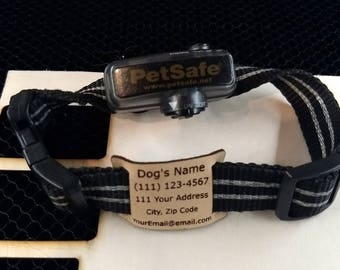 PetSafe®
www.petsafe.net
Dog's Name
(111) 123-4567
111 Your Address
City, Zip Code
YourEmail@email.com